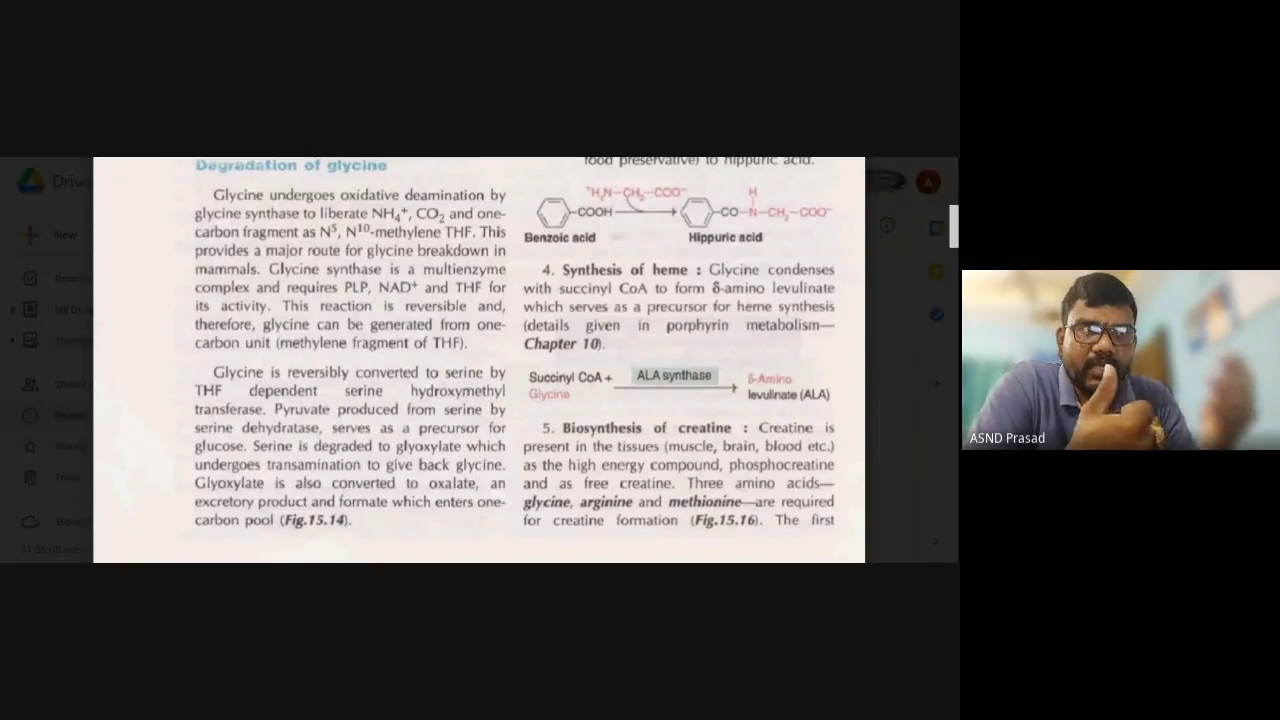 Degradation of glycine
Glycine undergoes oxidative deamination by
glycine synthase to liberate NH₄⁺, CO₂ and one-
carbon fragment as N⁵, N¹⁰-methylene THF. This
provides a major route for glycine breakdown in
mammals. Glycine synthase is a multienzyme
complex and requires PLP, NAD⁺ and THF for
its activity. This reaction is reversible and,
therefore, glycine can be generated from one-
carbon unit (methylene fragment of THF).
Glycine is reversibly converted to serine by
THF dependent serine hydroxymethyl
transferase. Pyruvate produced from serine by
serine dehydratase, serves as a precursor for
glucose. Serine is degraded to glyoxylate which
undergoes transamination to give back glycine.
Glyoxylate is also converted to oxalate, an
excretory product and formate which enters one-
carbon pool (Fig.15.14).
food preservative) to hippuric acid.
⁺H₃N–CH₂–COO⁻
H
–COOH
–CO–N–CH₂–COO⁻
Benzoic acid
Hippuric acid
4. Synthesis of heme : Glycine condenses
with succinyl CoA to form δ-amino levulinate
which serves as a precursor for heme synthesis
(details given in porphyrin metabolism—
Chapter 10).
Succinyl CoA +
Glycine
ALA synthase
δ-Amino
levulinate (ALA)
5. Biosynthesis of creatine : Creatine is
present in the tissues (muscle, brain, blood etc.)
as the high energy compound, phosphocreatine
and as free creatine. Three amino acids—
glycine, arginine and methionine—are required
for creatine formation (Fig.15.16). The first
Drive
New
My
A
ASND Prasad